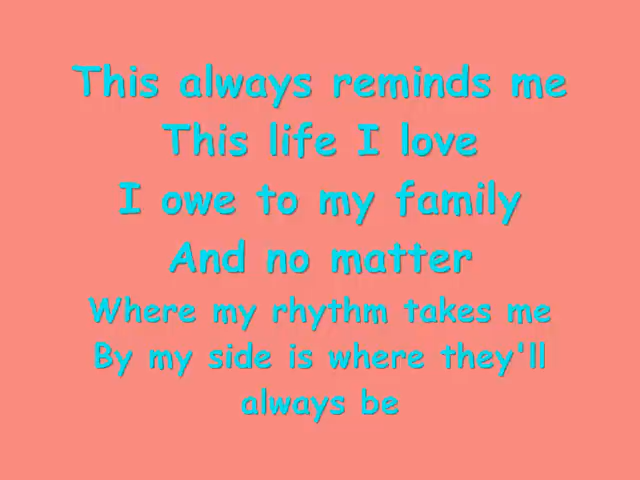 This always reminds me
This life I love
I owe to my family
And no matter
Where my rhythm takes me
By my side is where they'll
always be